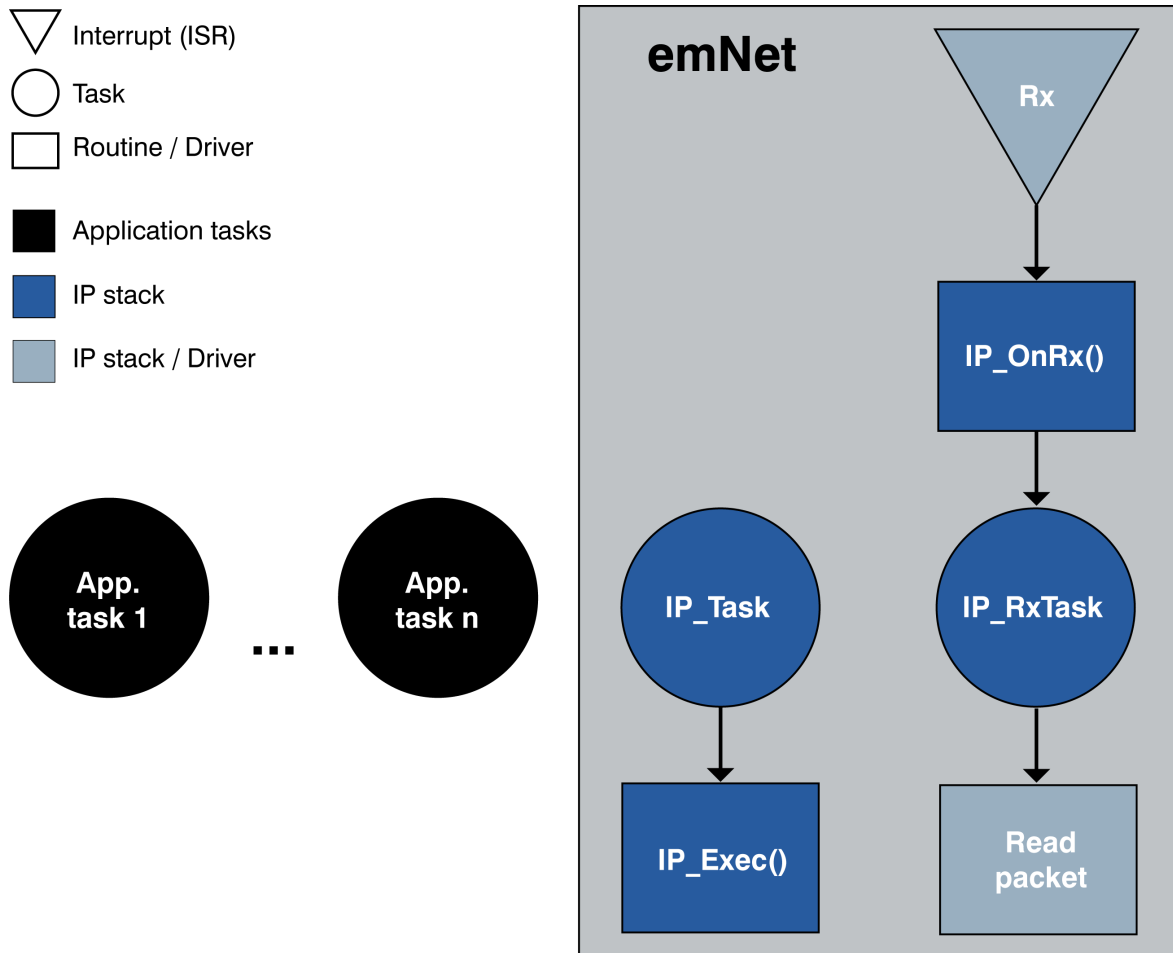 Interrupt (ISR)
Task
Routine / Driver
Application tasks
IP stack
IP stack / Driver
App.
task 1
...
App.
task n
emNet
Rx
IP_OnRx()
IP_Task
IP_RxTask
IP_Exec()
Read
packet